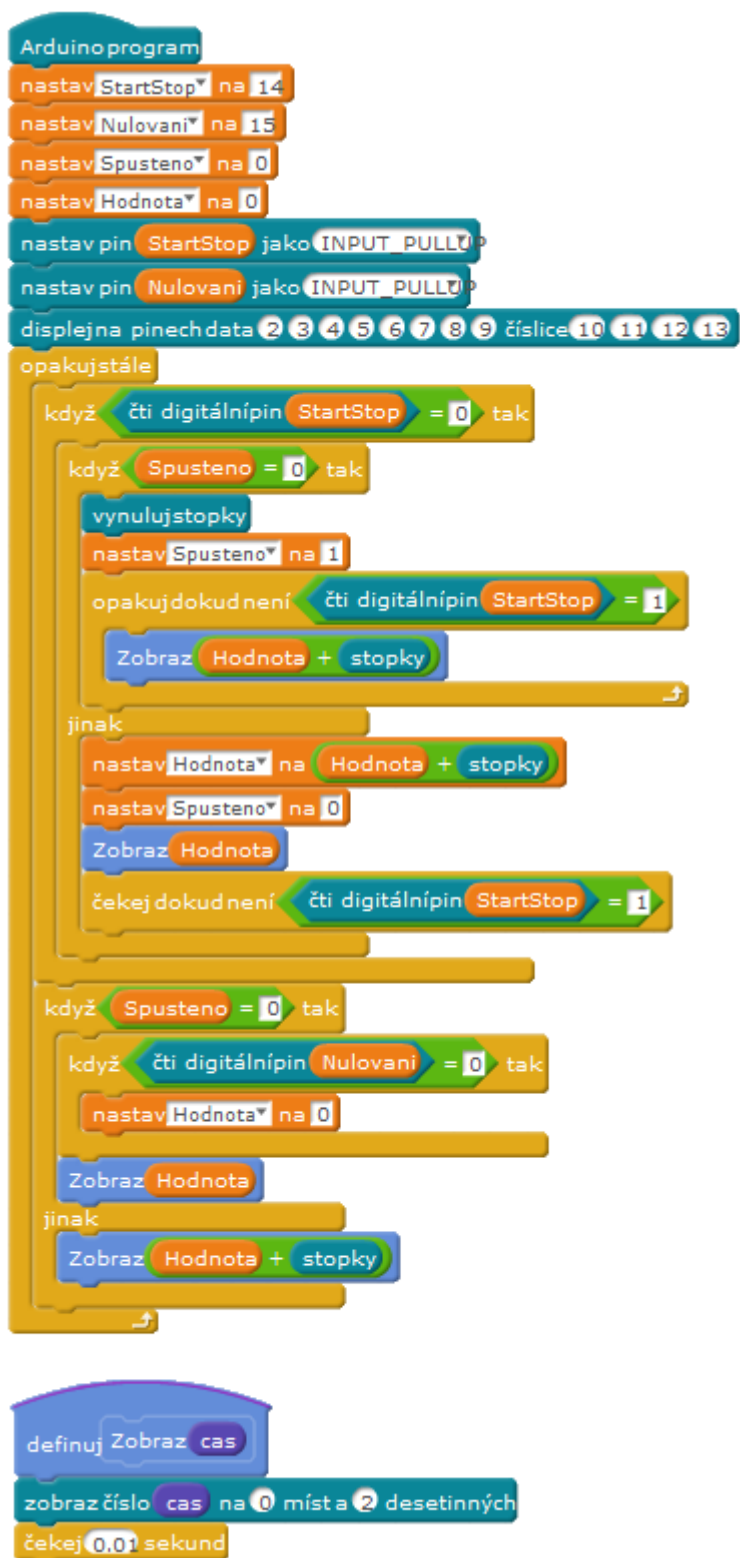 Arduino program
nastav StartStop na 14
nastav Nulovani na 15
nastav Spusteno na 0
nastav Hodnota na 0
nastav pin StartStop jako INPUT_PULLUP
nastav pin Nulovani jako INPUT_PULLUP
displej na pinech data 2 3 4 5 6 7 8 9 číslice 10 11 12 13
opakuj stále
když čti digitální pin StartStop = 0 tak
když Spusteno = 0 tak
vynuluj stopky
nastav Spusteno na 1
opakuj dokud není čti digitální pin StartStop = 1
Zobraz Hodnota + stopky
jinak
nastav Hodnota na Hodnota + stopky
nastav Spusteno na 0
Zobraz Hodnota
čekej dokud není čti digitální pin StartStop = 1
když Spusteno = 0 tak
když čti digitální pin Nulovani = 0 tak
nastav Hodnota na 0
Zobraz Hodnota
jinak
Zobraz Hodnota + stopky
definuj Zobraz cas
zobraz číslo cas na 0 míst a 2 desetinných
čekej 0.01 sekund